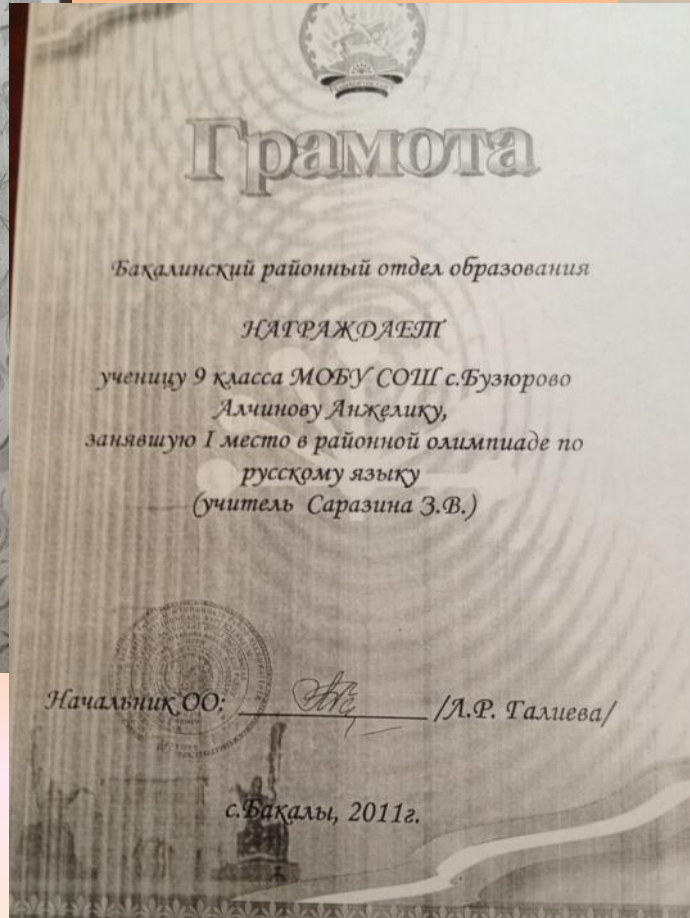 Грамота
Бакалинский районный отдел образования
НАГРАЖДАЕТ
ученицу 9 класса МОБУ СОШ с.Бузюрово
Алчинову Анжелику,
занявшую I место в районной олимпиаде по
русскому языку
(учитель Саразина З.В.)
Начальник ОО: /Л.Р. Галиева/
с.Бакалы, 2011г.